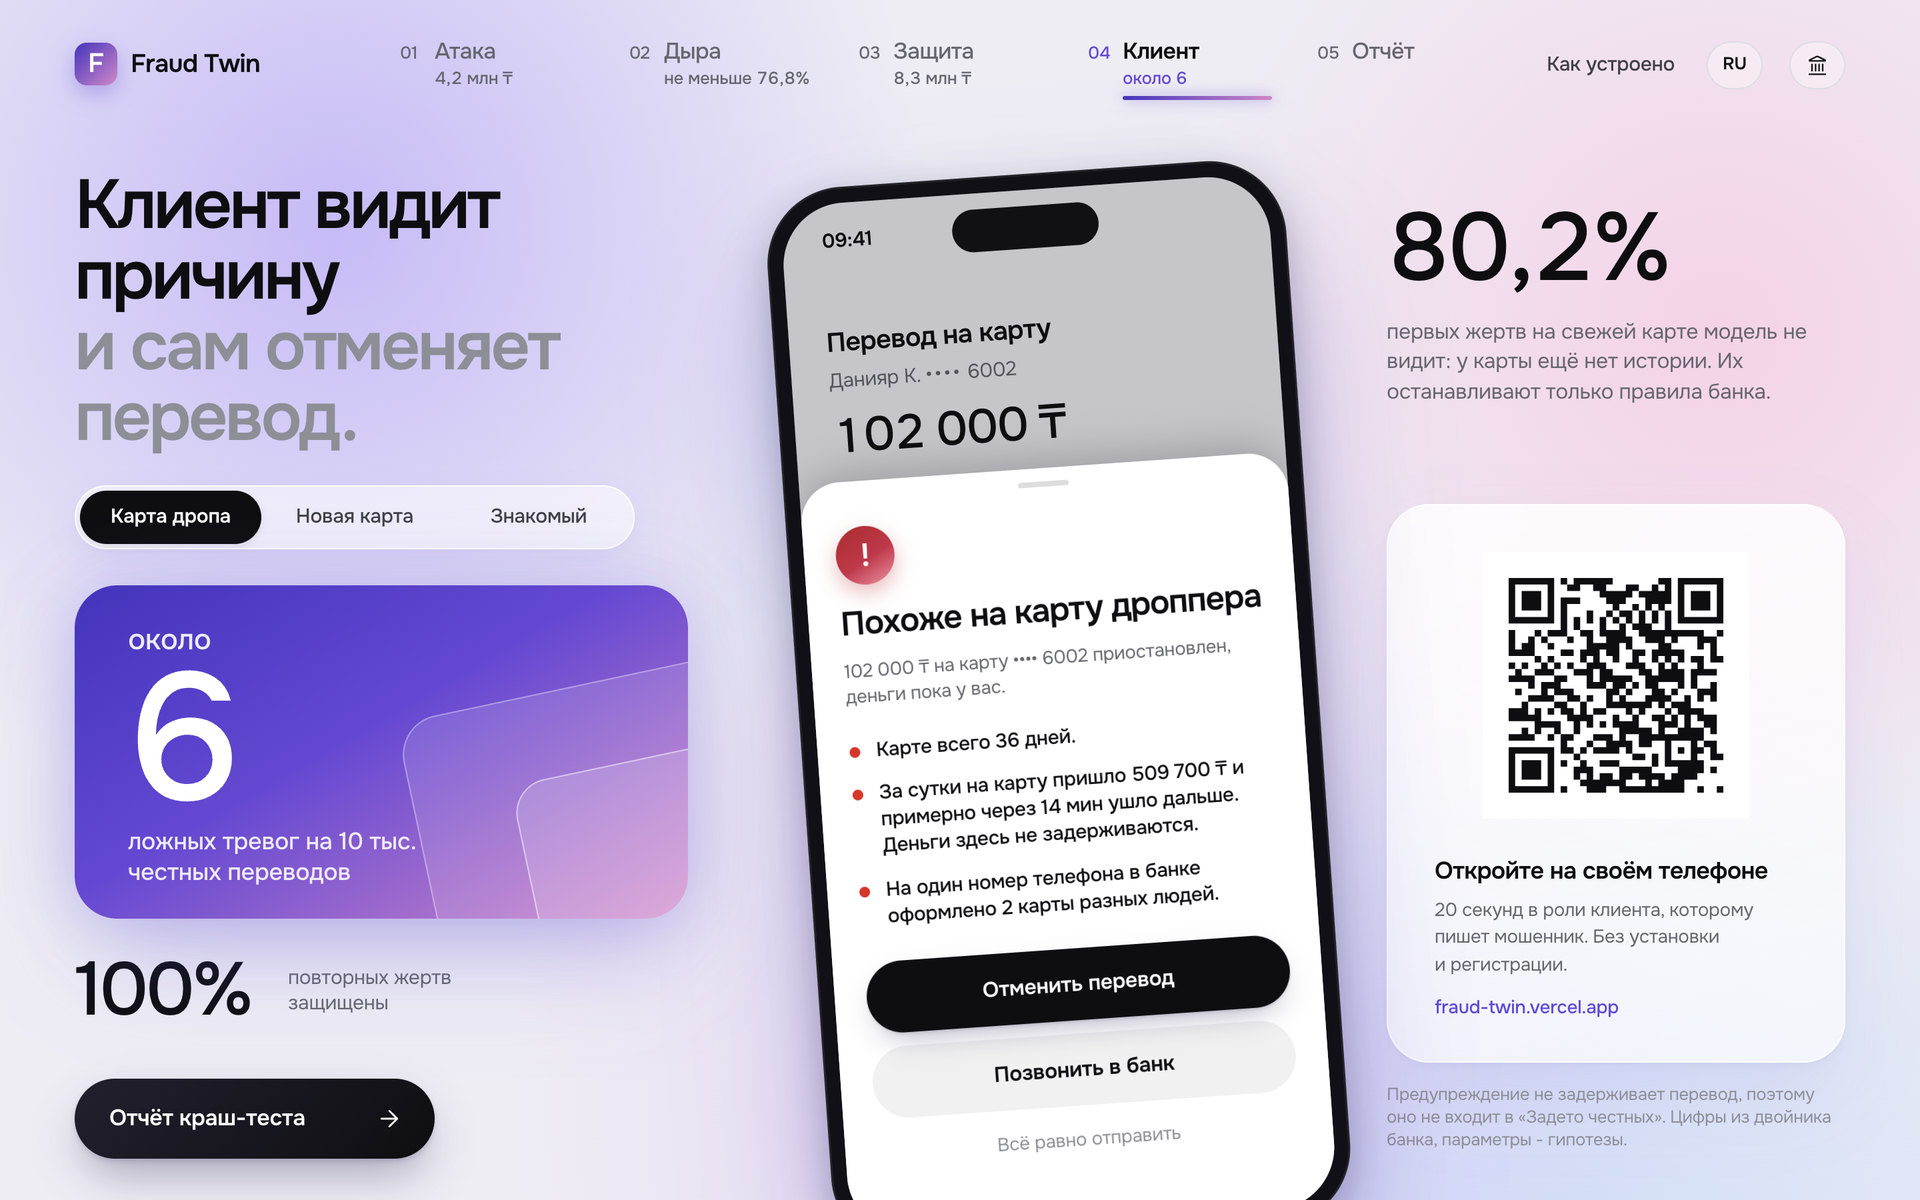 F Fraud Twin
01 Атака
4,2 млн ₸
02 Дыра
не меньше 76,8%
03 Защита
8,3 млн ₸
04 Клиент
около 6
05 Отчёт
Как устроено
RU
Клиент видит
причину
и сам отменяет
перевод.
Карта дропа
Новая карта
Знакомый
около
6
ложных тревог на 10 тыс.
честных переводов
100%
повторных жертв
защищены
Отчёт краш-теста
09:41
Перевод на карту
Данияр К. •••• 6002
102 000 ₸
!
Похоже на карту дроппера
102 000 ₸ на карту •••• 6002 приостановлен,
деньги пока у вас.
Карте всего 36 дней.
За сутки на карту пришло 509 700 ₸ и
примерно через 14 мин ушло дальше.
Деньги здесь не задерживаются.
На один номер телефона в банке
оформлено 2 карты разных людей.
Отменить перевод
Позвонить в банк
Всё равно отправить
80,2%
первых жертв на свежей карте модель не
видит: у карты ещё нет истории. Их
останавливают только правила банка.
Откройте на своём телефоне
20 секунд в роли клиента, которому
пишет мошенник. Без установки
и регистрации.
fraud-twin.vercel.app
Предупреждение не задерживает перевод, поэтому
оно не входит в «Задето честных». Цифры из двойника
банка, параметры - гипотезы.